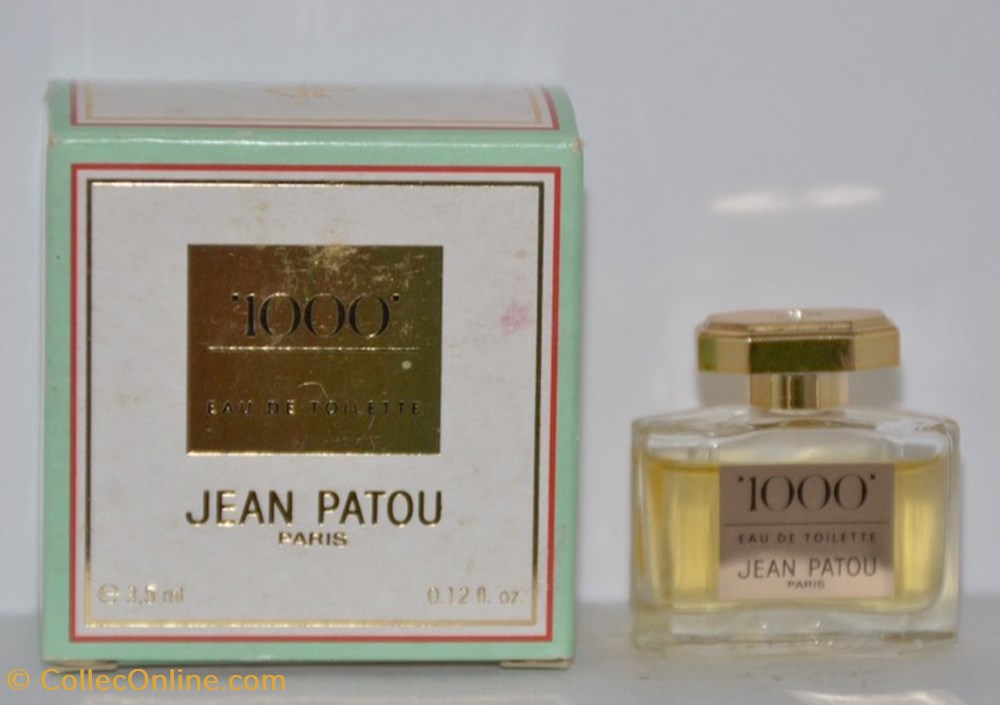 '1000'
EAU DE TOILETTE
JEAN PATOU
PARIS
℮ 3,5 ml
0.12 fl. oz.
'1000'
EAU DE TOILETTE
JEAN PATOU
PARIS
© CollecOnline.com